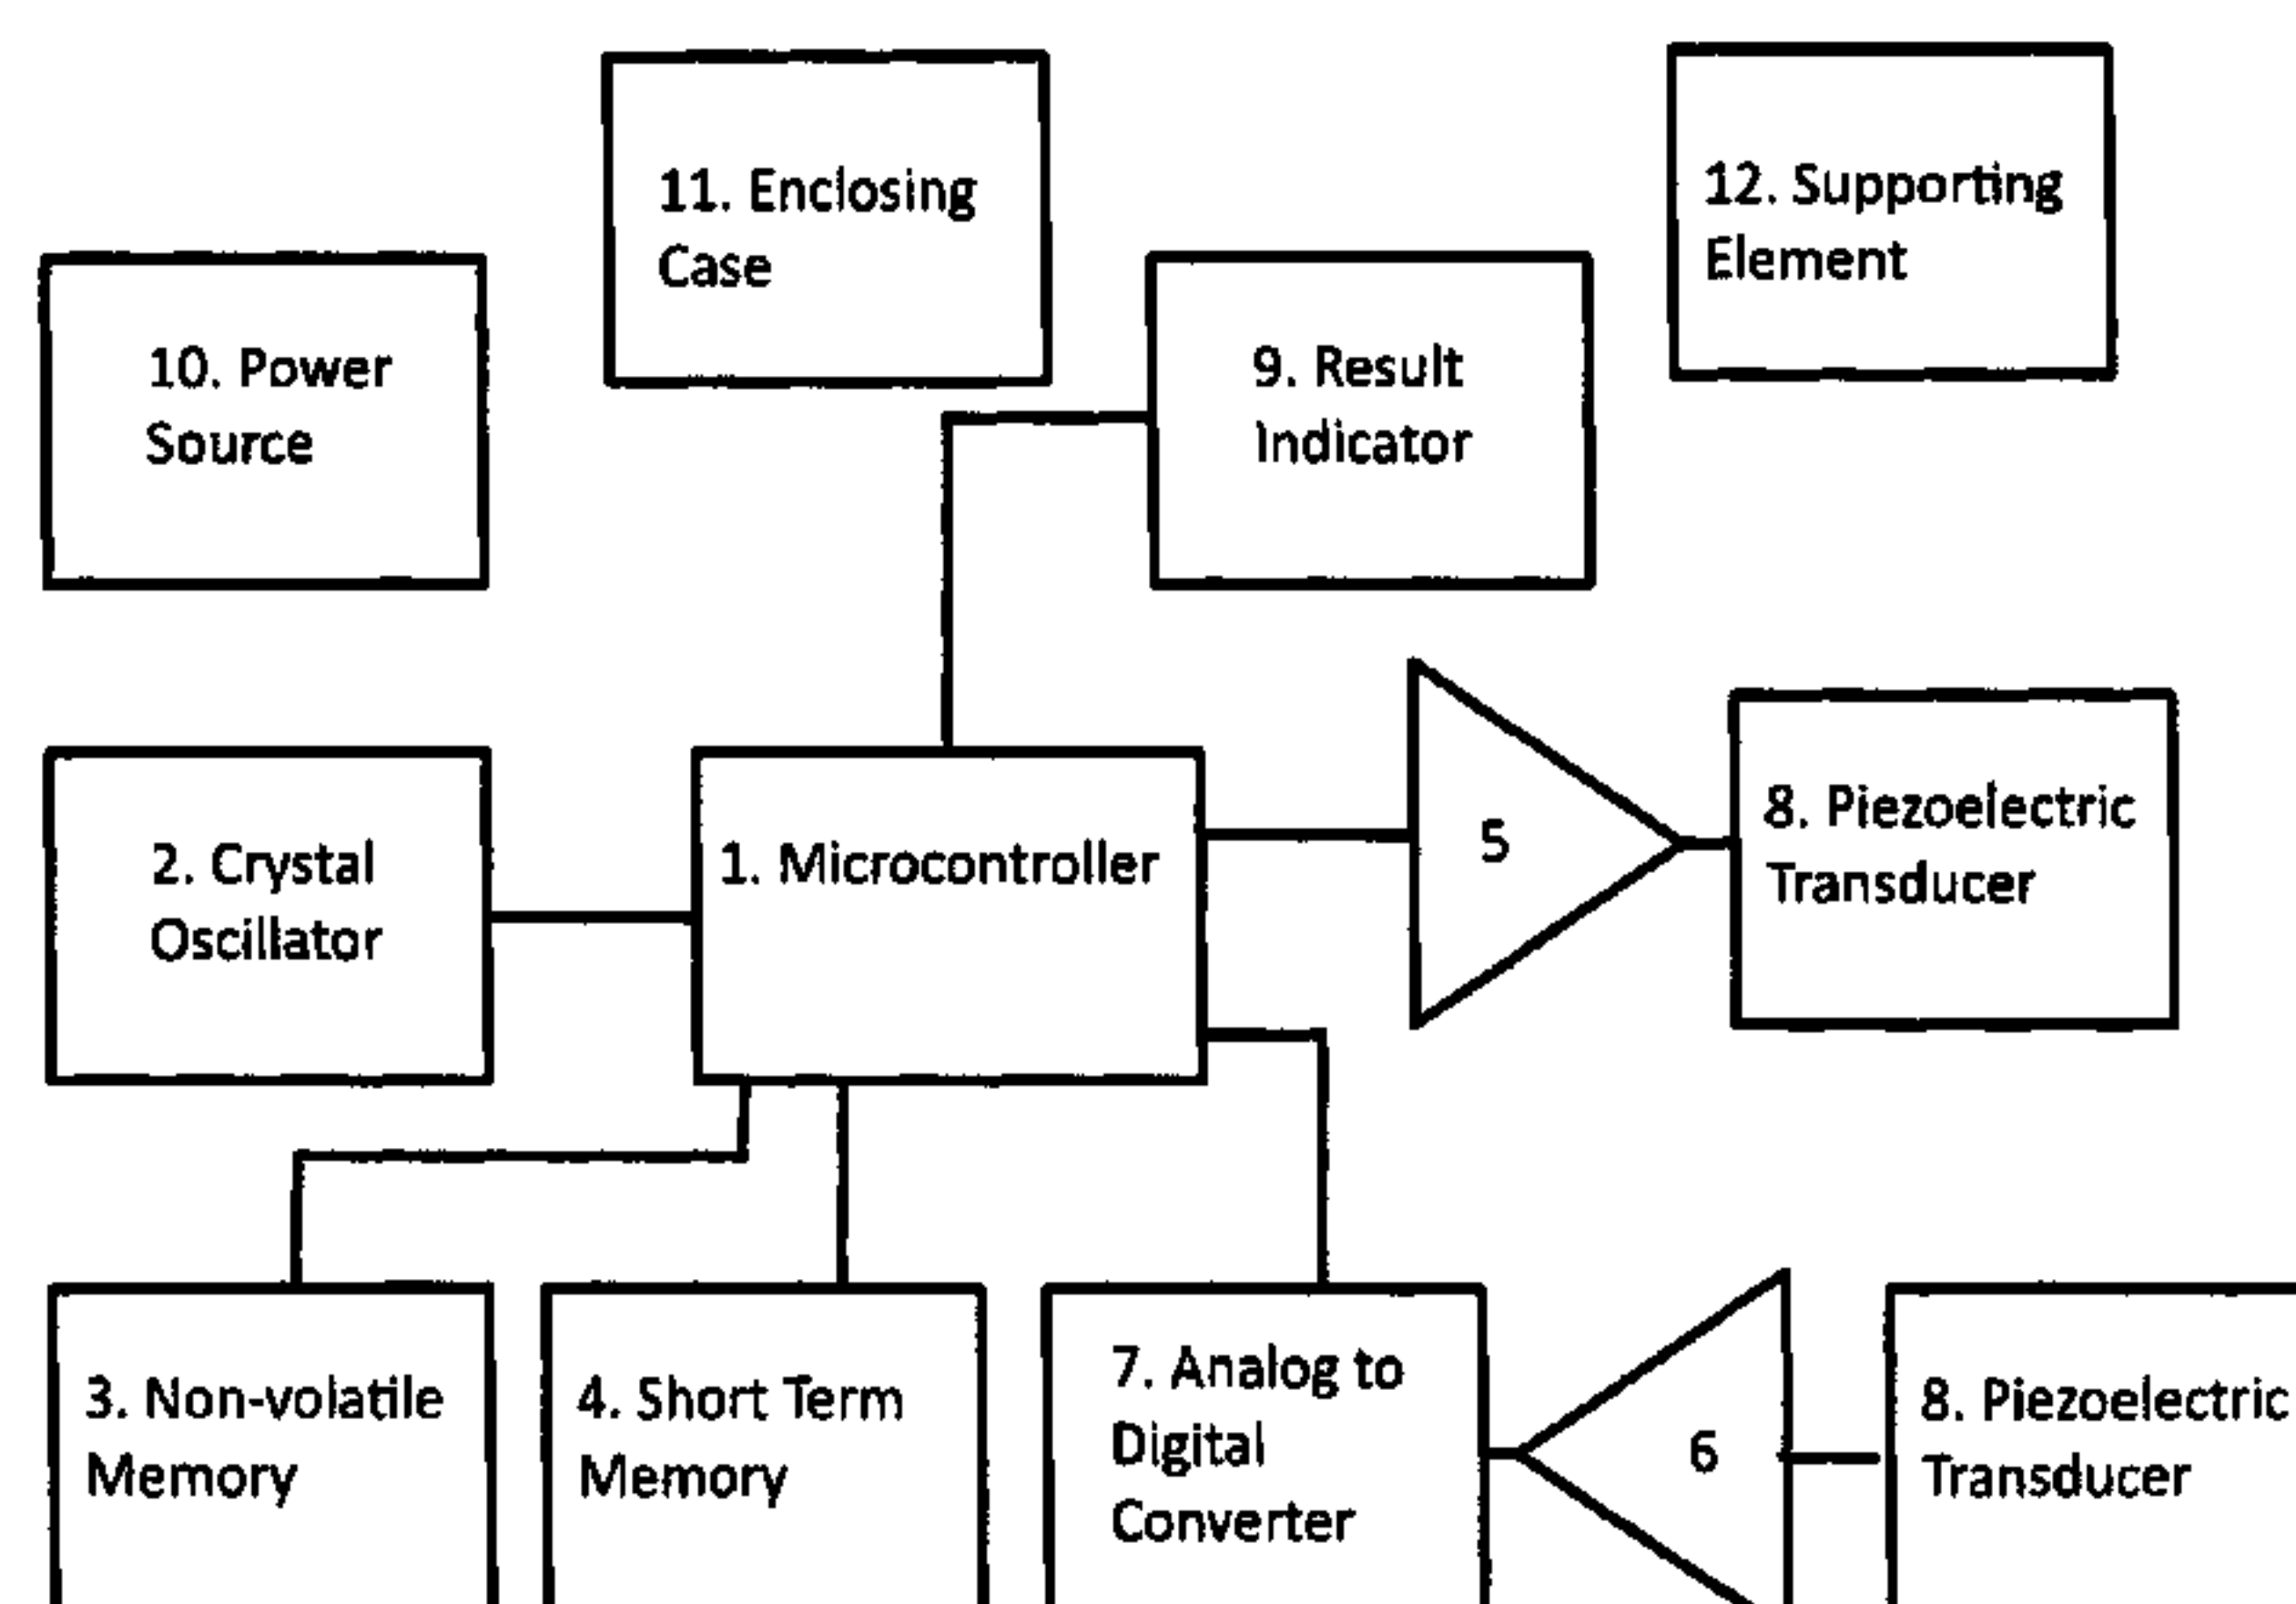 11. Enclosing
Case
12. Supporting
Element
10. Power
Source
9. Result
Indicator
2. Crystal
Oscillator
1. Microcontroller
5
8. Piezoelectric
Transducer
3. Non-volatile
Memory
4. Short Term
Memory
7. Analog to
Digital
Converter
6
8. Piezoelectric
Transducer